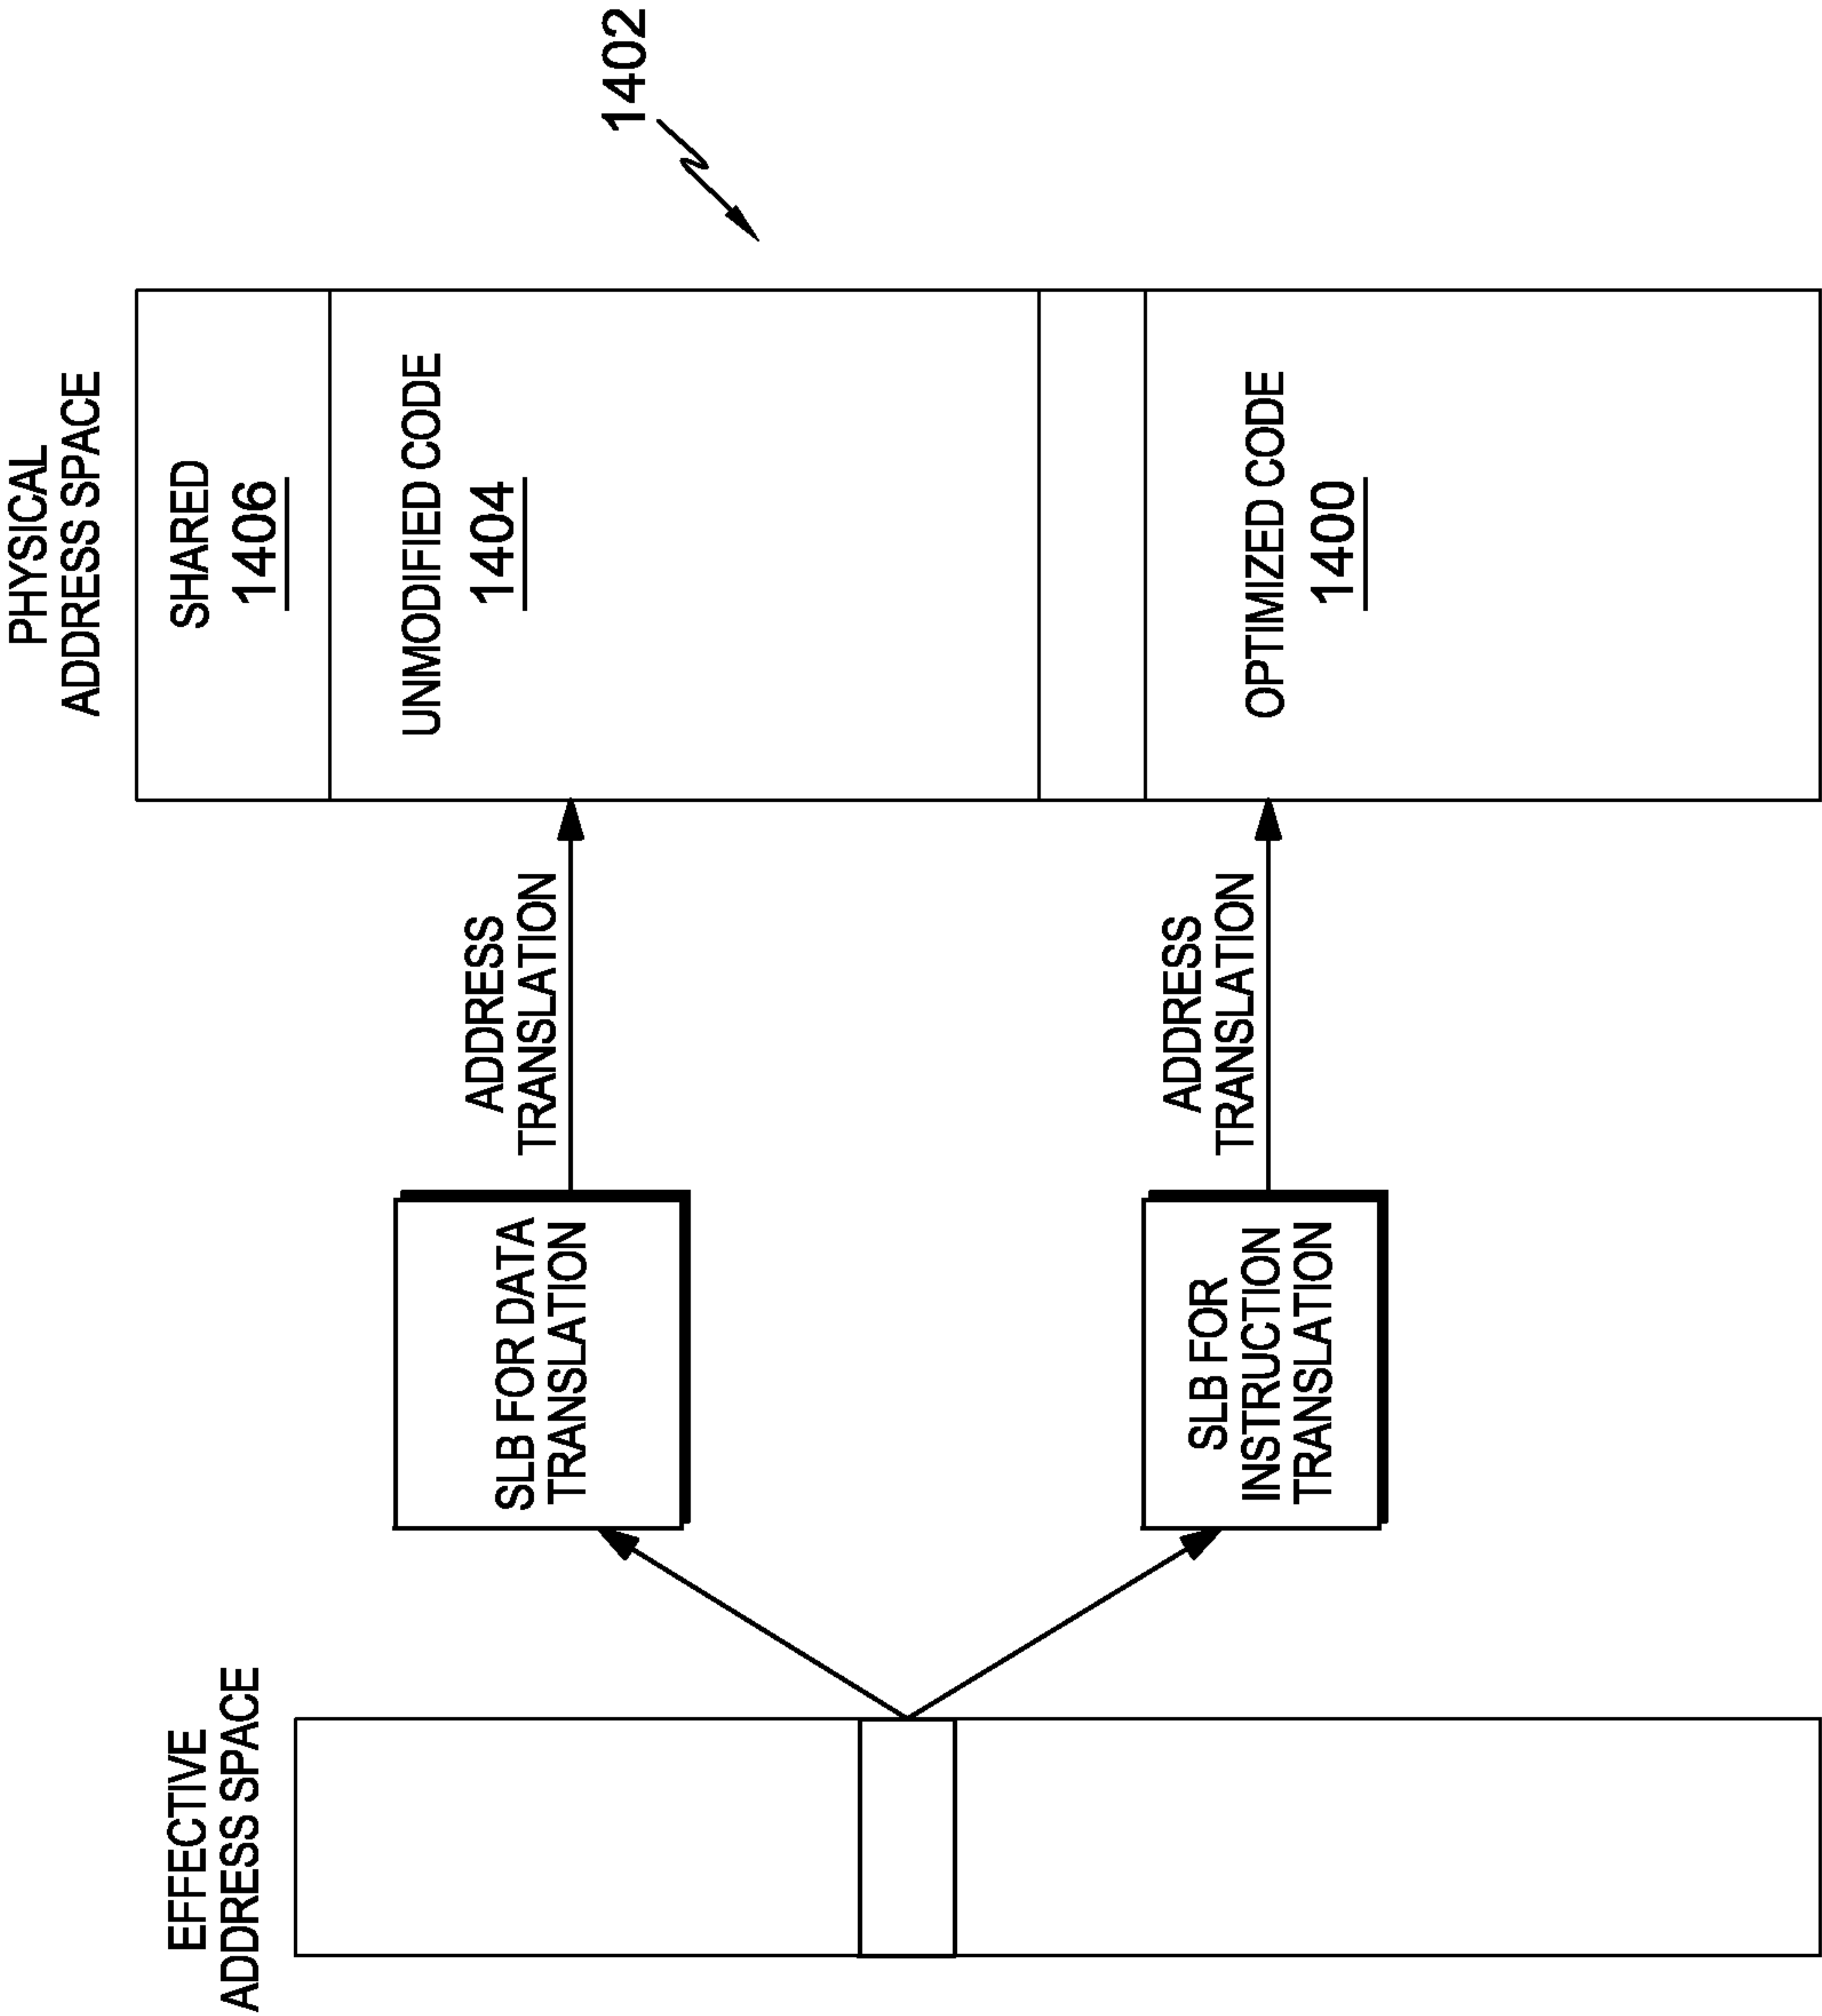 EFFECTIVE
ADDRESS SPACE
SLB FOR DATA
TRANSLATION
SLB FOR
INSTRUCTION
TRANSLATION
ADDRESS
TRANSLATION
ADDRESS
TRANSLATION
PHYSICAL
ADDRESS SPACE
SHARED
1406
UNMODIFIED CODE
1404
OPTIMIZED CODE
1400
1402